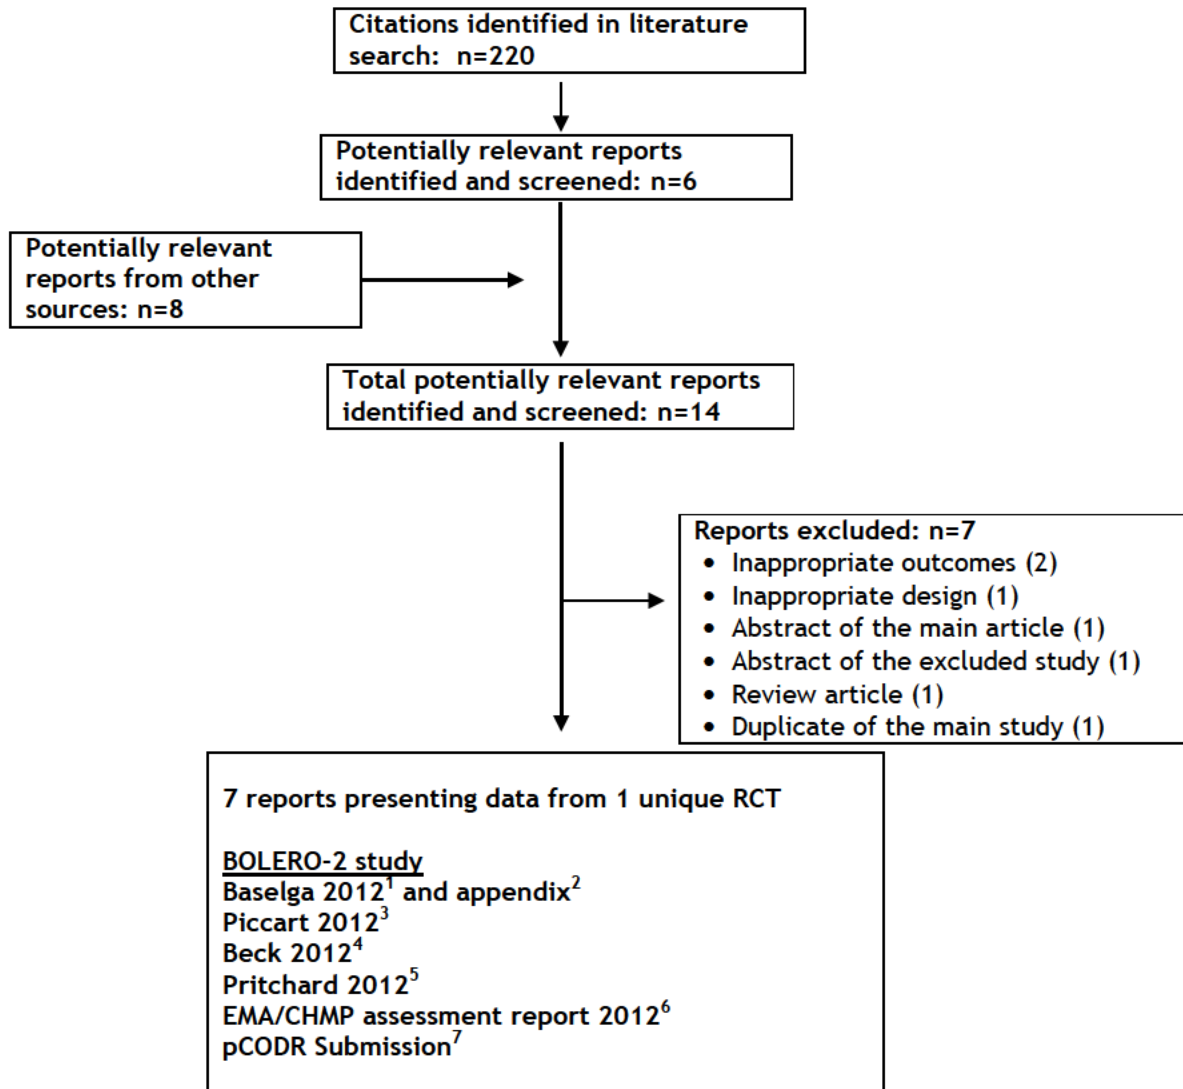 Citations identified in literature
search: n=220
Potentially relevant reports
identified and screened: n=6
Potentially relevant
reports from other
sources: n=8
Total potentially relevant reports
identified and screened: n=14
Reports excluded: n=7
• Inappropriate outcomes (2)
• Inappropriate design (1)
• Abstract of the main article (1)
• Abstract of the excluded study (1)
• Review article (1)
• Duplicate of the main study (1)
7 reports presenting data from 1 unique RCT
BOLERO-2 study
Baselga 2012¹ and appendix²
Piccart 2012³
Beck 2012⁴
Pritchard 2012⁵
EMA/CHMP assessment report 2012⁶
pCODR Submission⁷